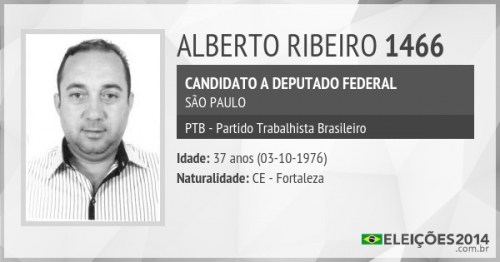 ALBERTO RIBEIRO 1466
CANDIDATO A DEPUTADO FEDERAL
SÃO PAULO
PTB - Partido Trabalhista Brasileiro
Idade: 37 anos (03-10-1976)
Naturalidade: CE - Fortaleza
ELEIÇÕES2014
.com.br